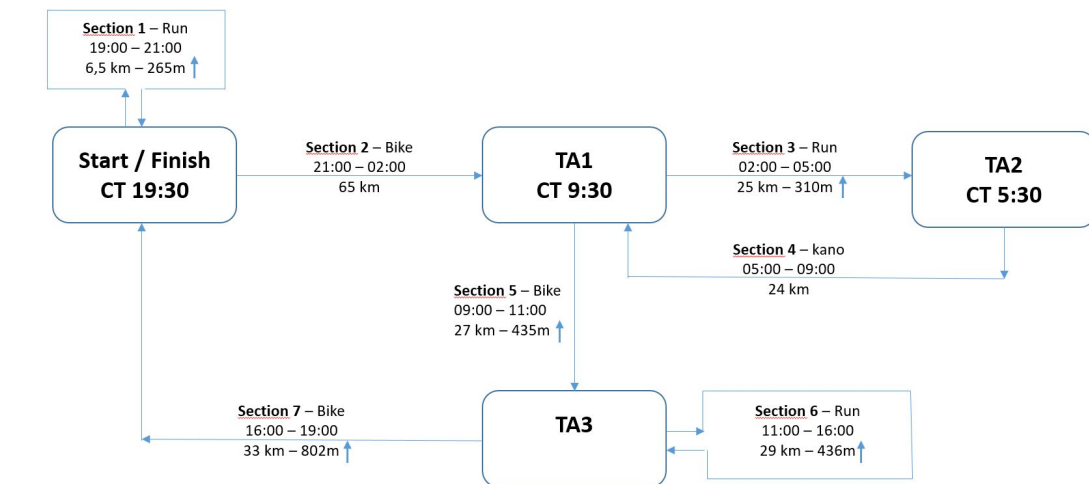 Section 1 – Run
19:00 – 21:00
6,5 km – 265m
Start / Finish
CT 19:30
Section 2 – Bike
21:00 – 02:00
65 km
TA1
CT 9:30
Section 3 – Run
02:00 – 05:00
25 km – 310m
TA2
CT 5:30
Section 4 – kano
05:00 – 09:00
24 km
Section 5 – Bike
09:00 – 11:00
27 km – 435m
TA3
Section 6 – Run
11:00 – 16:00
29 km – 436m
Section 7 – Bike
16:00 – 19:00
33 km – 802m